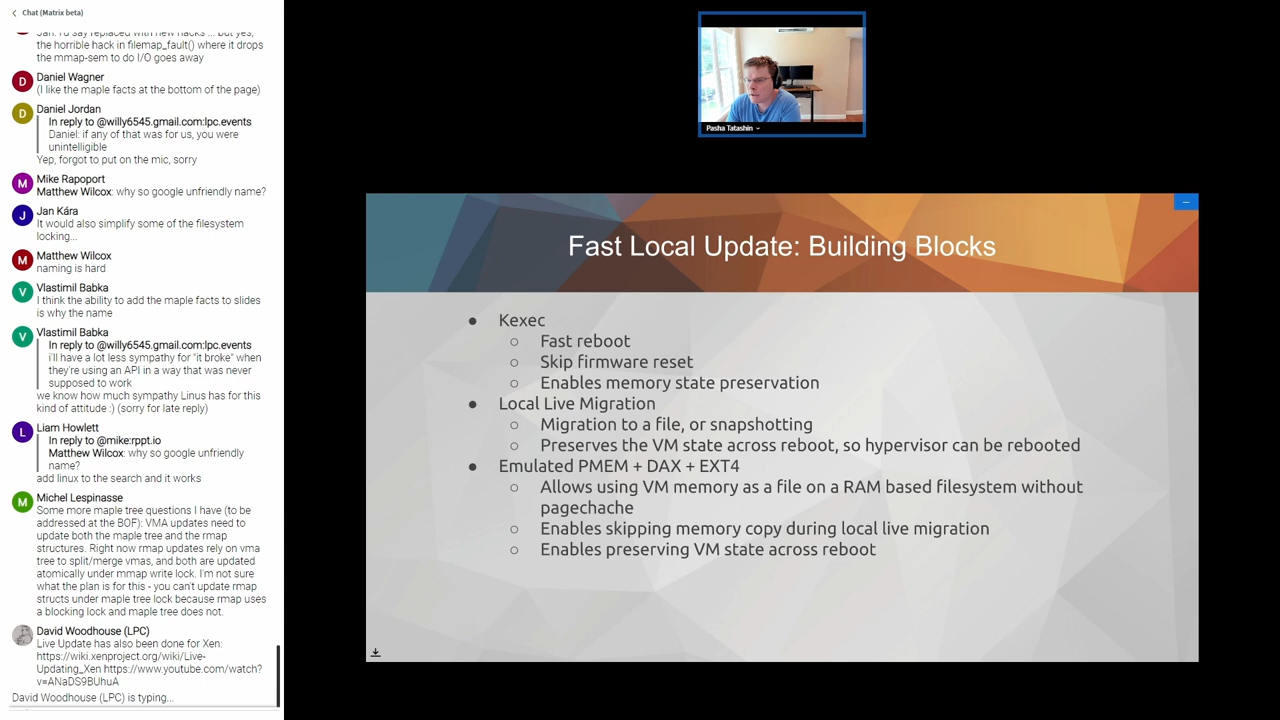 Chat (Matrix beta)
Jan: I'd say replaced with new hacks ... but yes,
the horrible hack in filemap_fault() where it drops
the mmap-sem to do I/O goes away
D
Daniel Wagner
(I like the maple facts at the bottom of the page)
D
Daniel Jordan
In reply to @willy6545.gmail.com:lpc.events
Daniel: if any of that was for us, you were
unintelligible
Yep, forgot to put on the mic, sorry
M
Mike Rapoport
Matthew Wilcox: why so google unfriendly name?
J
Jan Kára
It would also simplify some of the filesystem
locking...
M
Matthew Wilcox
naming is hard
V
Vlastimil Babka
I think the ability to add the maple facts to slides
is why the name
V
Vlastimil Babka
In reply to @willy6545.gmail.com:lpc.events
i'll have a lot less sympathy for "it broke" when
they're using an API in a way that was never
supposed to work
we know how much sympathy Linus has for this
kind of attitude :) (sorry for late reply)
L
Liam Howlett
In reply to @mike:rppt.io
Matthew Wilcox: why so google unfriendly
name?
add linux to the search and it works
M
Michel Lespinasse
Some more maple tree questions I have (to be
addressed at the BOF): VMA updates need to
update both the maple tree and the rmap
structures. Right now rmap updates rely on vma
tree to split/merge vmas, and both are updated
atomically under mmap write lock. I'm not sure
what the plan is for this - you can't update rmap
structs under maple tree lock because rmap uses
a blocking lock and maple tree does not.
David Woodhouse (LPC)
Live Update has also been done for Xen:
https://wiki.xenproject.org/wiki/Live-
Updating_Xen https://www.youtube.com/watch?
v=ANaDS9BUhuA
David Woodhouse (LPC) is typing...
Pasha Tatashin
Fast Local Update: Building Blocks
● Kexec
○ Fast reboot
○ Skip firmware reset
○ Enables memory state preservation
● Local Live Migration
○ Migration to a file, or snapshotting
○ Preserves the VM state across reboot, so hypervisor can be rebooted
● Emulated PMEM + DAX + EXT4
○ Allows using VM memory as a file on a RAM based filesystem without
pagechache
○ Enables skipping memory copy during local live migration
○ Enables preserving VM state across reboot